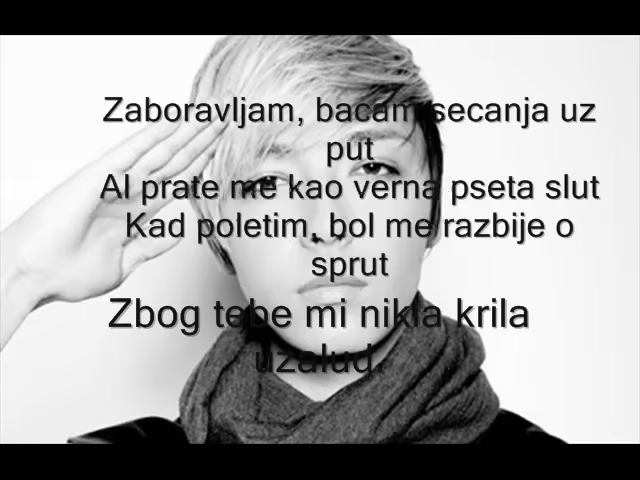 Zaboravljam, bacam secanja uz
put
Al prate me kao verna pseta slut
Kad poletim, bol me razbije o
sprut
Zbog tebe mi nikla krila
uzalud.